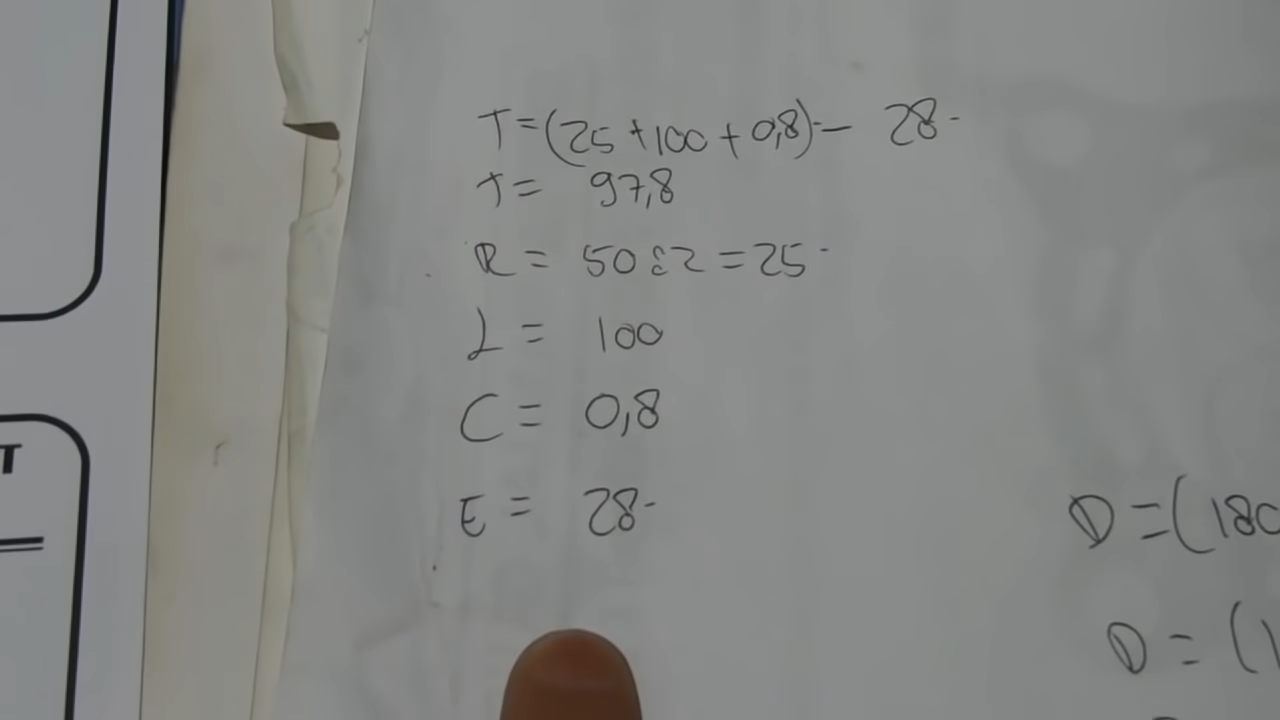 T=(25+100+0,8)- 28
T= 97,8
R = 50:2=25
L = 100
C = 0,8
E = 28
D=(180
D=(1
T